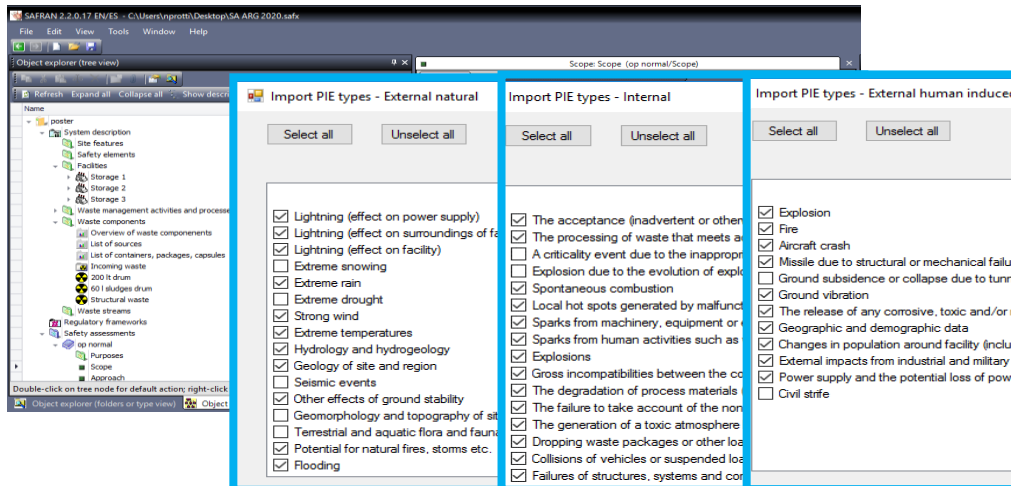 SAFRAN 2.2.0.17 EN/ES - C:\Users\nprotti\Desktop\SA ARG 2020.safx
File Edit View Tools Window Help
Object explorer (tree view)
Scope: Scope (op normal/Scope)
Refresh Expand all Collapse all Show descri
Name
poster
System description
Site features
Safety elements
Facilities
Storage 1
Storage 2
Storage 3
Waste management activities and processe
Waste components
Overview of waste componenents
List of sources
List of containers, packages, capsules
Incoming waste
200 lt drum
60 l sludges drum
Structural waste
Waste streams
Regulatory frameworks
Safety assessments
op normal
Purposes
Scope
Approach
Double-click on tree node for default action; right-click
Object explorer (folders or type view) Object
Import PIE types - External natural
Select all Unselect all
Lightning (effect on power supply)
Lightning (effect on surroundings of fa
Lightning (effect on facility)
Extreme snowing
Extreme rain
Extreme drought
Strong wind
Extreme temperatures
Hydrology and hydrogeology
Geology of site and region
Seismic events
Other effects of ground stability
Geomorphology and topography of sit
Terrestrial and aquatic flora and fauna
Potential for natural fires, storms etc.
Flooding
Import PIE types - Internal
Select all Unselect all
The acceptance (inadvertent or other
The processing of waste that meets a
A criticality event due to the inappropr
Explosion due to the evolution of explo
Spontaneous combustion
Local hot spots generated by malfunct
Sparks from machinery, equipment or
Sparks from human activities such as
Explosions
Gross incompatibilities between the co
The degradation of process materials
The failure to take account of the non
The generation of a toxic atmosphere
Dropping waste packages or other loa
Collisions of vehicles or suspended loa
Failures of structures, systems and co
Import PIE types - External human induced
Select all Unselect all
Explosion
Fire
Aircraft crash
Missile due to structural or mechanical failu
Ground subsidence or collapse due to tunn
Ground vibration
The release of any corrosive, toxic and/or
Geographic and demographic data
Changes in population around facility (inclu
External impacts from industrial and military
Power supply and the potential loss of pow
Civil strife